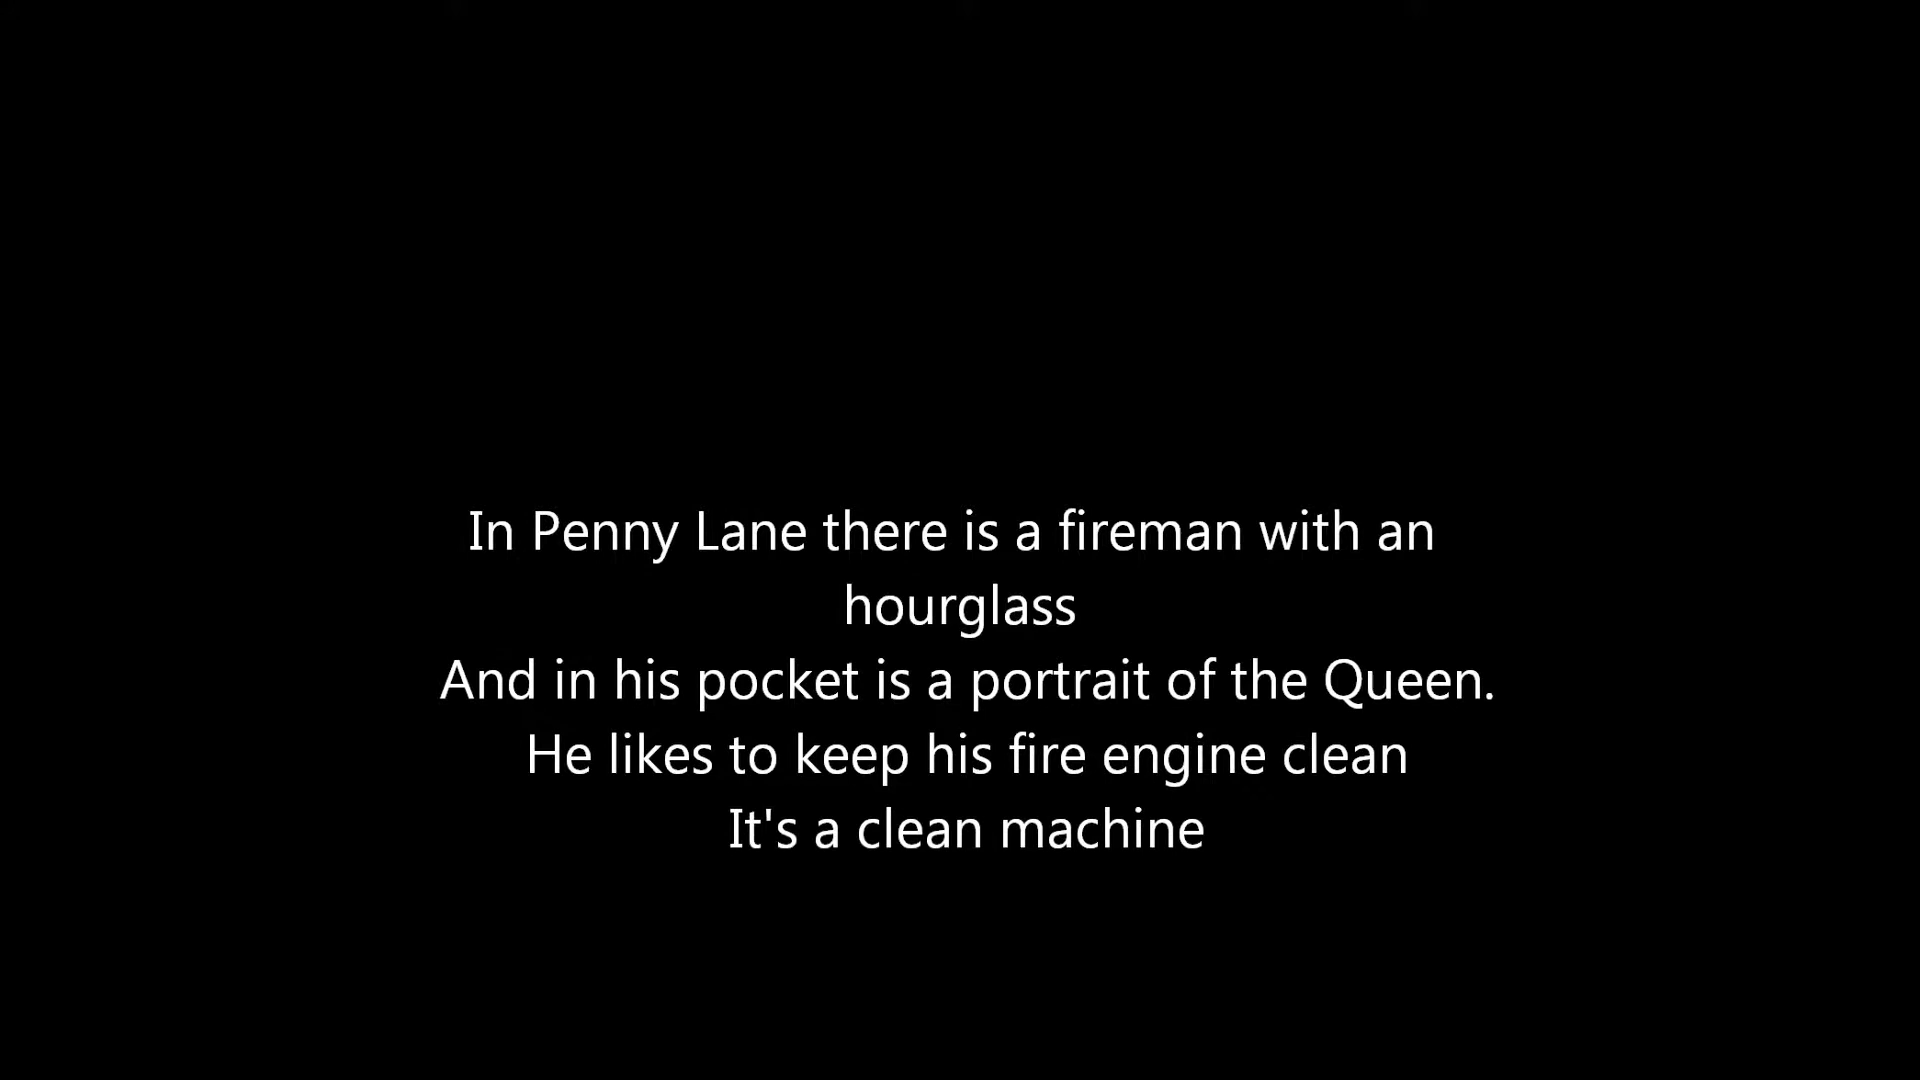 In Penny Lane there is a fireman with an
hourglass
And in his pocket is a portrait of the Queen.
He likes to keep his fire engine clean
It's a clean machine